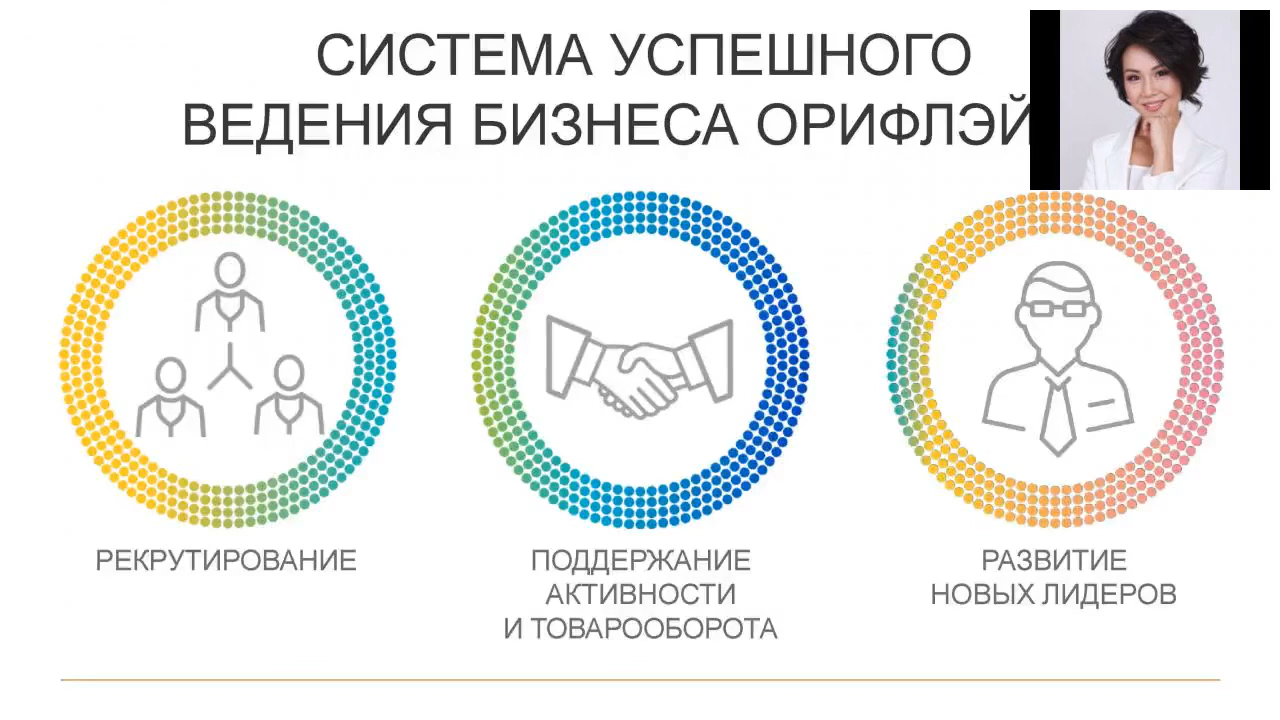 СИСТЕМА УСПЕШНОГО
ВЕДЕНИЯ БИЗНЕСА ОРИФЛЭЙ
РЕКРУТИРОВАНИЕ
ПОДДЕРЖАНИЕ
АКТИВНОСТИ
И ТОВАРООБОРОТА
РАЗВИТИЕ
НОВЫХ ЛИДЕРОВ